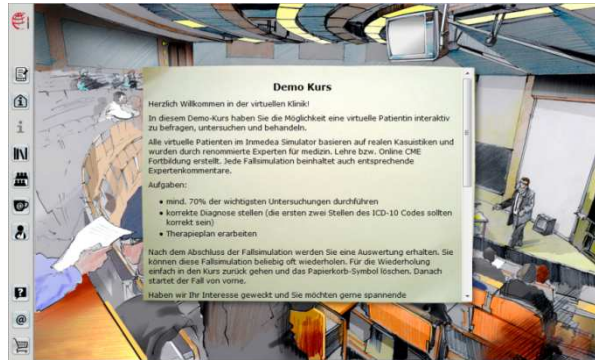 Demo Kurs
Herzlich Willkommen in der virtuellen Klinik!
In diesem Demo-Kurs haben Sie die Möglichkeit eine virtuelle Patientin interaktiv
zu befragen, untersuchen und behandeln.
Alle virtuelle Patienten im Inmedea Simulator basieren auf realen Kasuistiken und
wurden durch renommierte Experten für medizin. Lehre bzw. Online CME
Fortbildung erstellt. Jede Fallsimulation beinhaltet auch entsprechende
Expertenkommentare.
Aufgaben:
• mind. 70% der wichtigsten Untersuchungen durchführen
• korrekte Diagnose stellen (die ersten zwei Stellen des ICD-10 Codes sollten
korrekt sein)
• Therapieplan erarbeiten
Nach dem Abschluss der Fallsimulation werden Sie eine Auswertung erhalten. Sie
können diese Fallsimulation beliebig oft wiederholen. Für die Wiederholung
einfach in den Kurs zurück gehen und das Papierkorb-Symbol löschen. Danach
startet der Fall von vorne.
Haben wir Ihr Interesse geweckt und Sie möchten gerne spannende